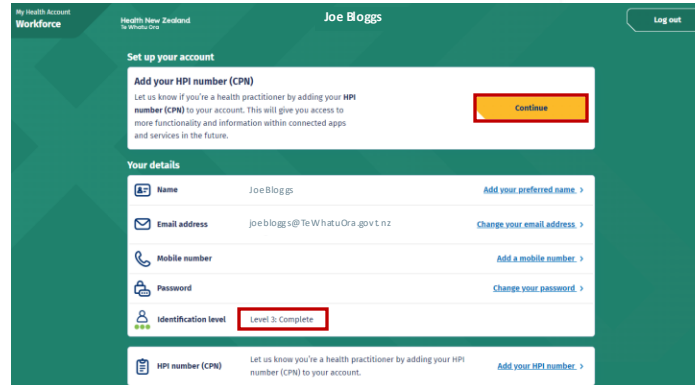 My Health Account
Workforce
Health New Zealand
Te Whatu Ora
Joe Bloggs
Log out
Set up your account
Add your HPI number (CPN)
Let us know if you're a health practitioner by adding your HPI
number (CPN) to your account. This will give you access to
more functionality and information within connected apps
and services in the future.
Continue
Your details
Name
Joe Bloggs
Add your preferred name >
Email address
joebloggs@TeWhatuOra.govt.nz
Change your email address >
Mobile number
Add a mobile number >
Password
Change your password >
Identification level
Level 3: Complete
HPI number (CPN)
Let us know you're a health practitioner by adding your HPI
number (CPN) to your account.
Add your HPI number >